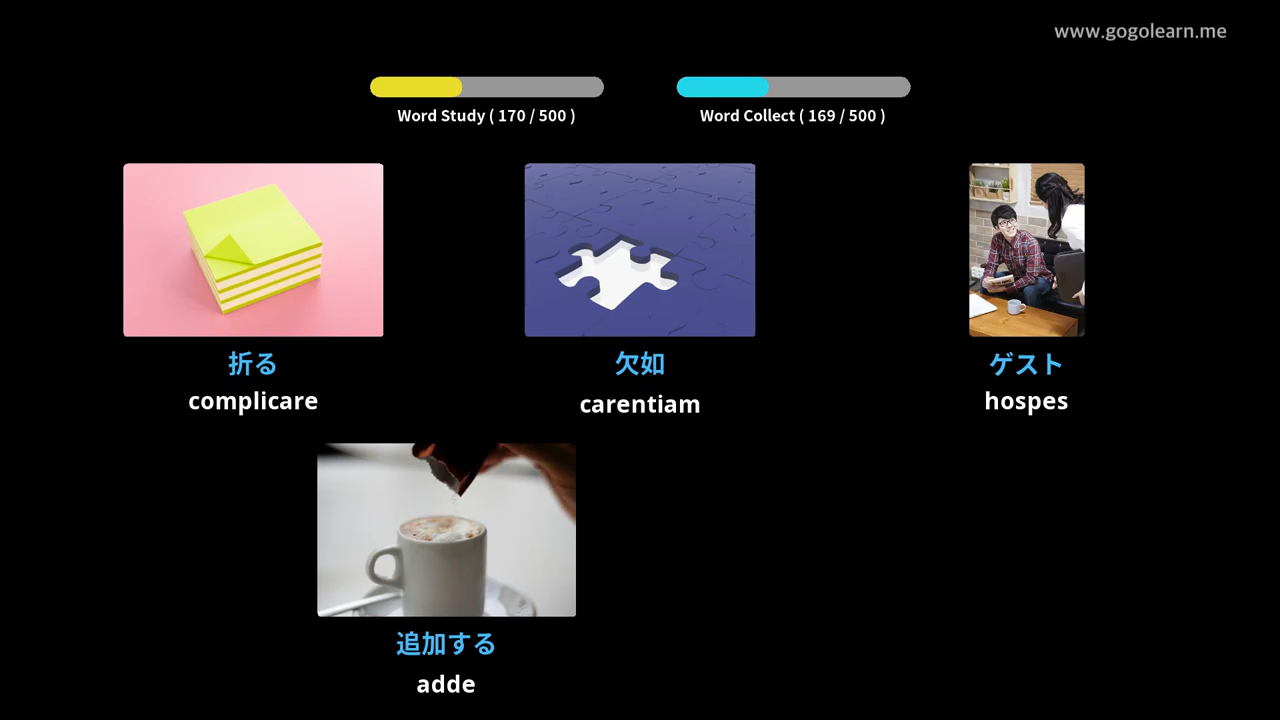 www.gogolearn.me
Word Study ( 170 / 500 )
Word Collect ( 169 / 500 )
折る
complicare
欠如
carentiam
ゲスト
hospes
追加する
adde